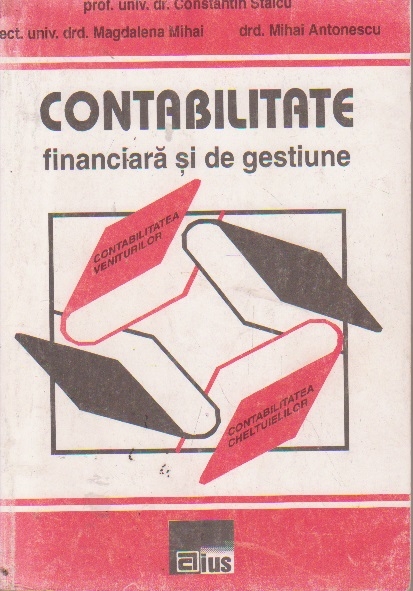 prof. univ. dr. Constantin Staicu
ect. univ. drd. Magdalena Mihai drd. Mihai Antonescu
CONTABILITATE
financiară și de gestiune
CONTABILITATEA
VENITURILOR
CONTABILITATEA
CHELTUIELILOR
aius